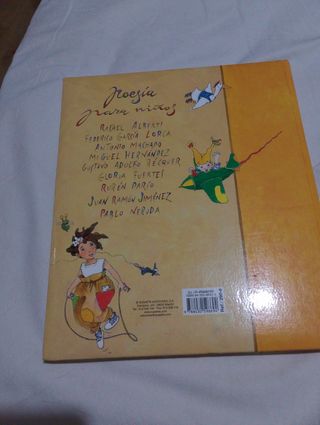 Poesía
para niños
RAFAEL ALBERTI
FEDERICO GARCÍA LORCA
ANTONIO MACHADO
MIGUEL HERNÁNDEZ
GUSTAVO ADOLFO BÉCQUER
GLORIA FUERTES
RUBÉN DARÍO
JUAN RAMÓN JIMÉNEZ
PABLO NERUDA